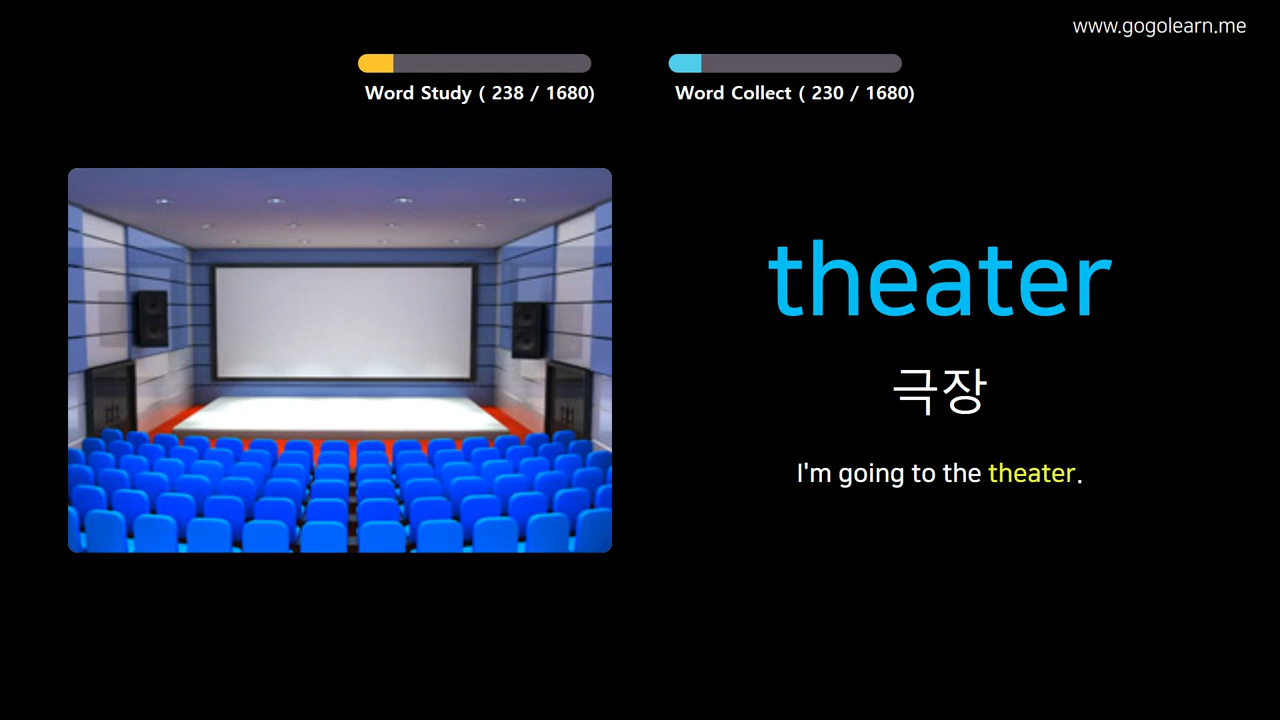 www.gogolearn.me
Word Study ( 238 / 1680)
Word Collect ( 230 / 1680)
theater
극장
I'm going to the theater.